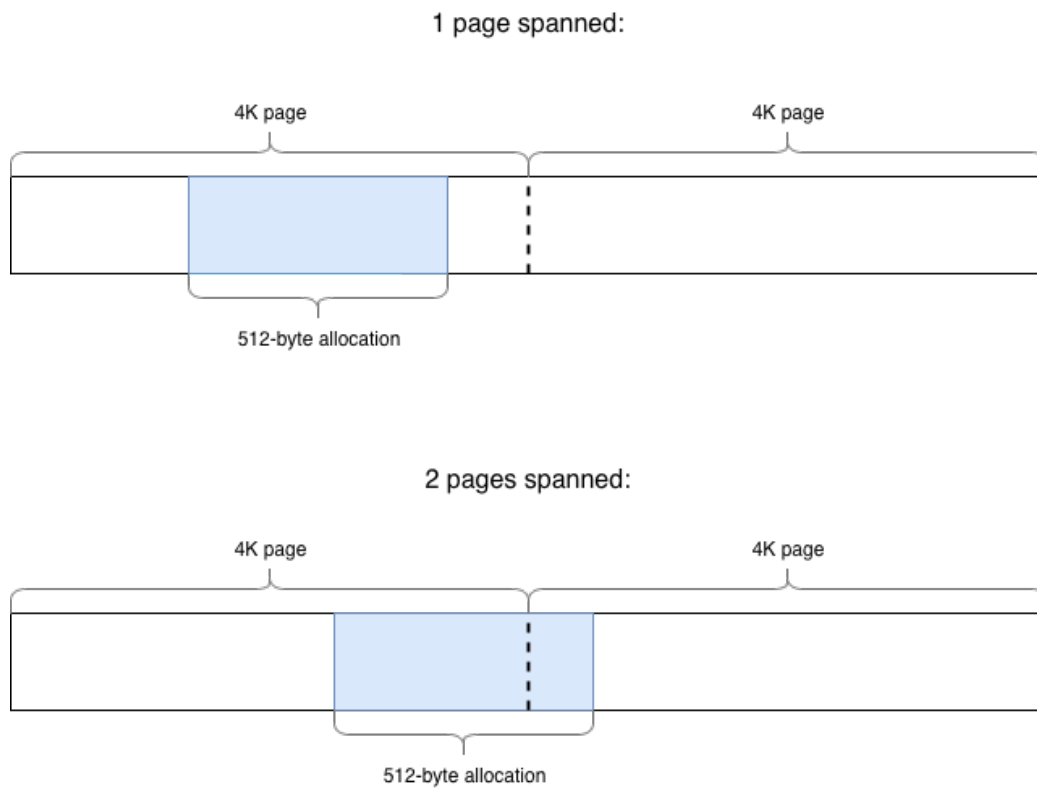 1 page spanned:
4K page
4K page
512-byte allocation
2 pages spanned:
4K page
4K page
512-byte allocation